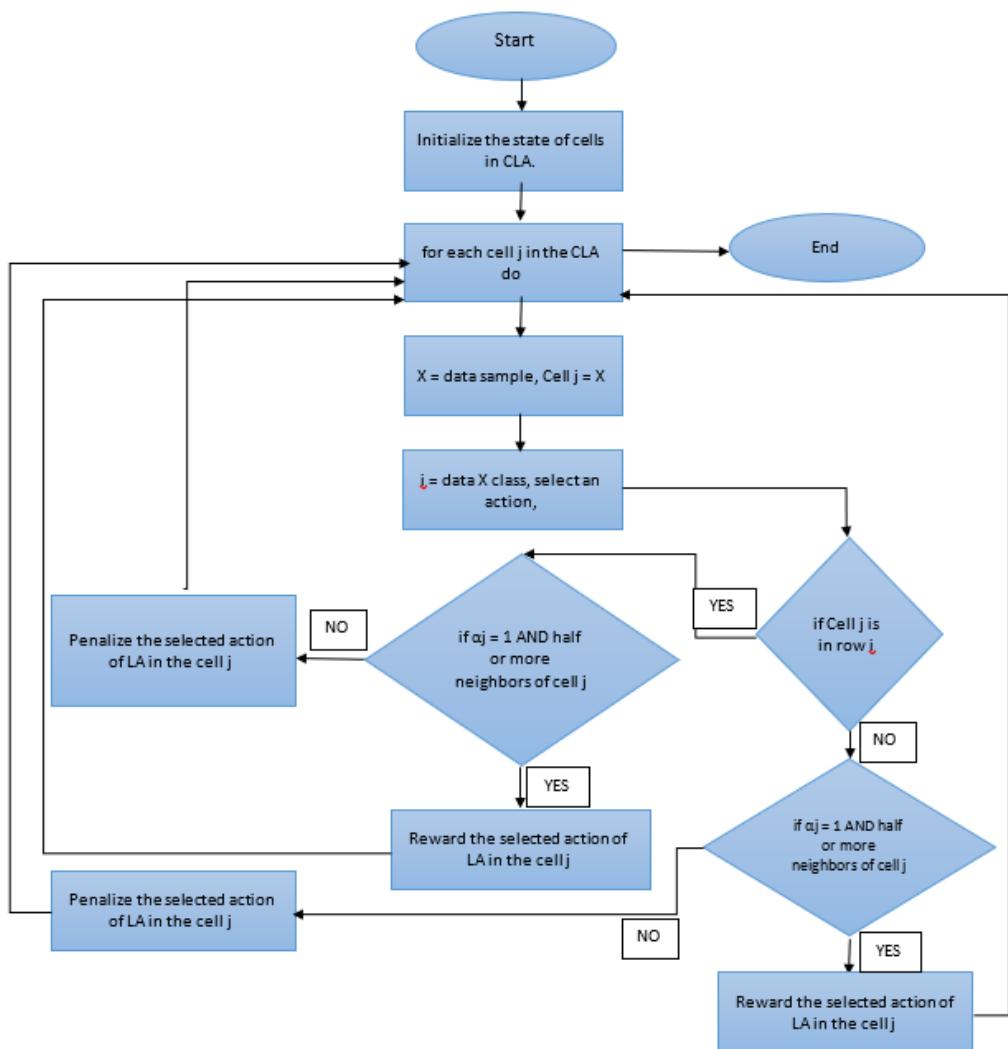 Start
Initialize the state of cells
in CLA.
for each cell j in the CLA
do
End
X = data sample, Cell j = X
i = data X class, select an
action,
if Cell j is
in row i
YES
NO
if αj = 1 AND half
or more
neighbors of cell j
NO
Penalize the selected action
of LA in the cell j
YES
Reward the selected action of
LA in the cell j
if αj = 1 AND half
or more
neighbors of cell j
NO
Penalize the selected action
of LA in the cell j
YES
Reward the selected action of
LA in the cell j